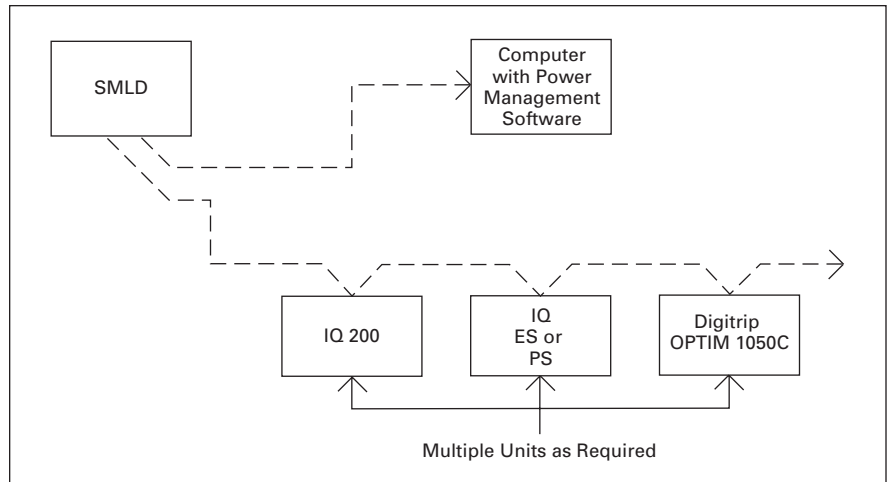 SMLD
Computer
with Power
Management
Software
IQ 200
IQ
ES or
PS
Digitrip
OPTIM 1050C
Multiple Units as Required